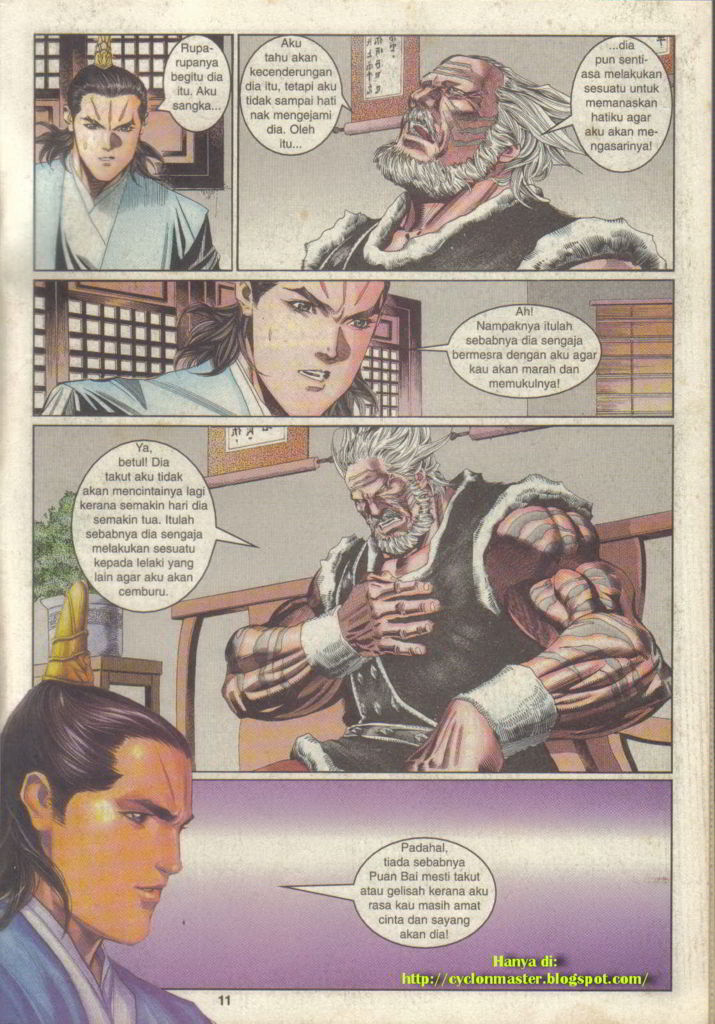 Rupa-
rupanya
begitu dia
itu. Aku
sangka...
Aku
tahu akan
kecenderungan
dia itu, tetapi aku
tidak sampai hati
nak mengejami
dia. Oleh
itu...
...dia
pun senti-
asa melakukan
sesuatu untuk
memanaskan
hatiku agar
aku akan me-
ngasarinya!
Ah!
Nampaknya itulah
sebabnya dia sengaja
bermesra dengan aku agar
kau akan marah dan
memukulnya!
Ya,
betul! Dia
takut aku tidak
akan mencintainya lagi
kerana semakin hari dia
semakin tua. Itulah
sebabnya dia sengaja
melakukan sesuatu
kepada lelaki yang
lain agar aku akan
cemburu.
Padahal,
tiada sebabnya
Puan Bai mesti takut
atau gelisah kerana aku
rasa kau masih amat
cinta dan sayang
akan dia!
Hanya di:
http://cyclonmaster.blogspot.com/
11